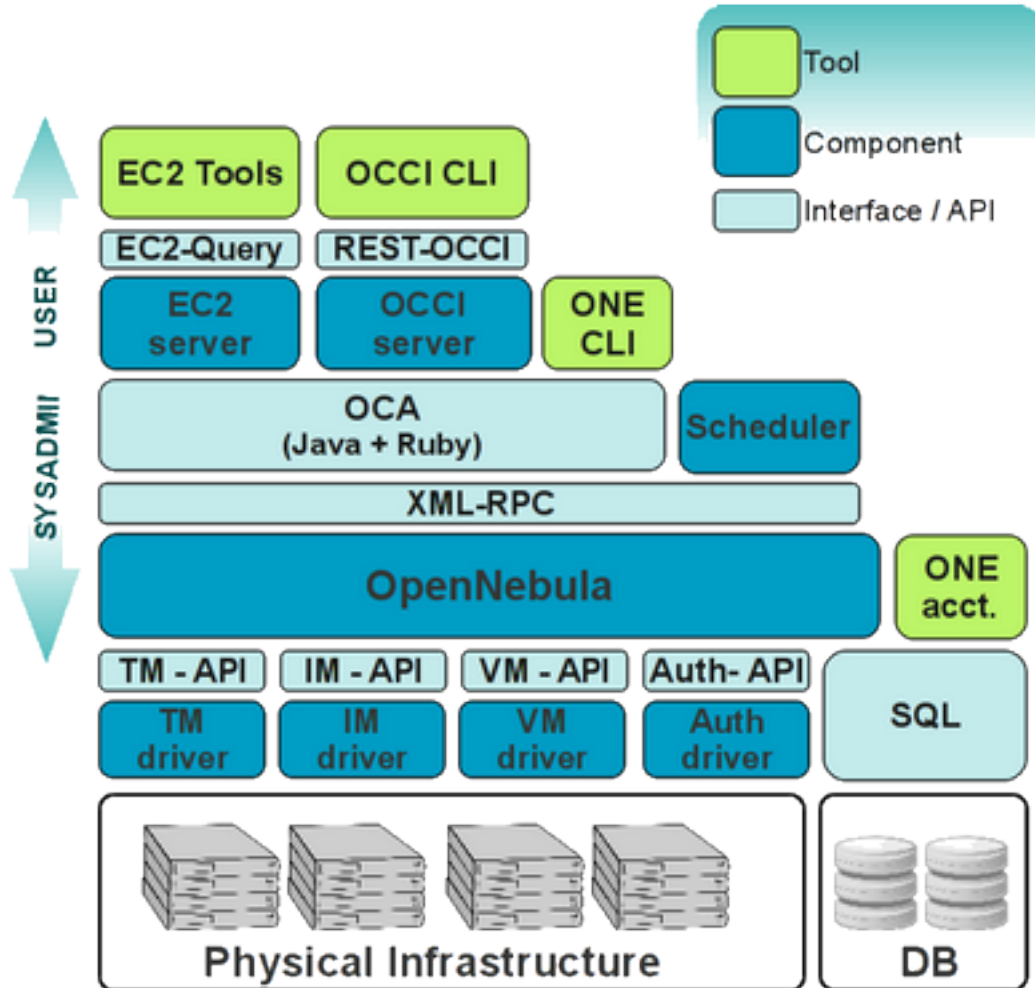 Tool
Component
Interface / API
EC2 Tools
OCCI CLI
EC2-Query
REST-OCCI
EC2
server
OCCI
server
ONE
CLI
USER
SYSADMII
OCA
(Java + Ruby)
Scheduler
XML-RPC
OpenNebula
ONE
acct.
TM - API
IM - API
VM - API
Auth- API
TM
driver
IM
driver
VM
driver
Auth
driver
SQL
Physical Infrastructure
DB